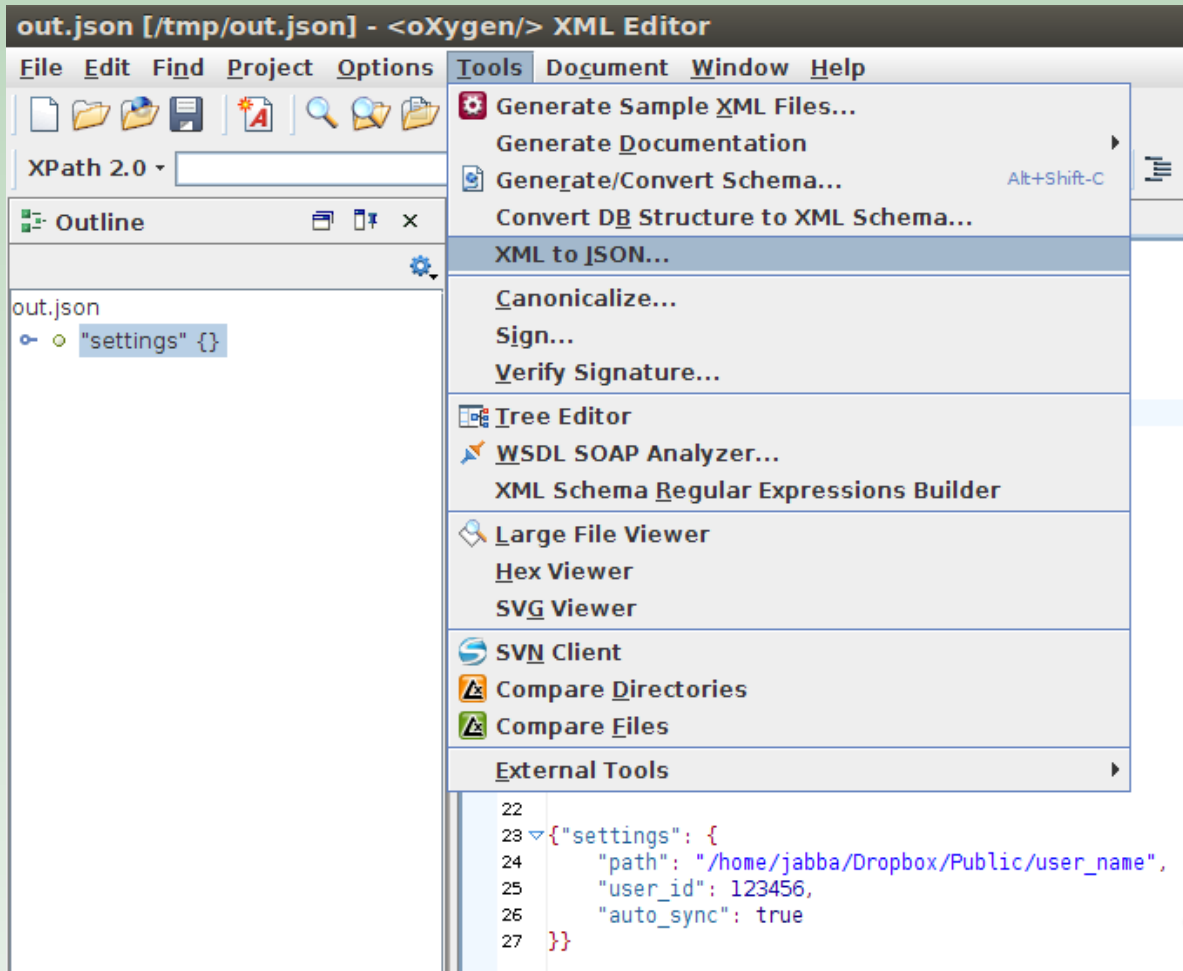 out.json [/tmp/out.json] - <oXygen/> XML Editor
File Edit Find Project Options Tools Document Window Help
XPath 2.0
Outline
out.json
"settings" {}
Generate Sample XML Files...
Generate Documentation
Generate/Convert Schema... Alt+Shift-C
Convert DB Structure to XML Schema...
XML to JSON...
Canonicalize...
Sign...
Verify Signature...
Tree Editor
WSDL SOAP Analyzer...
XML Schema Regular Expressions Builder
Large File Viewer
Hex Viewer
SVG Viewer
SVN Client
Compare Directories
Compare Files
External Tools
22
23 {"settings": {
24 "path": "/home/jabba/Dropbox/Public/user_name",
25 "user_id": 123456,
26 "auto_sync": true
27 }}